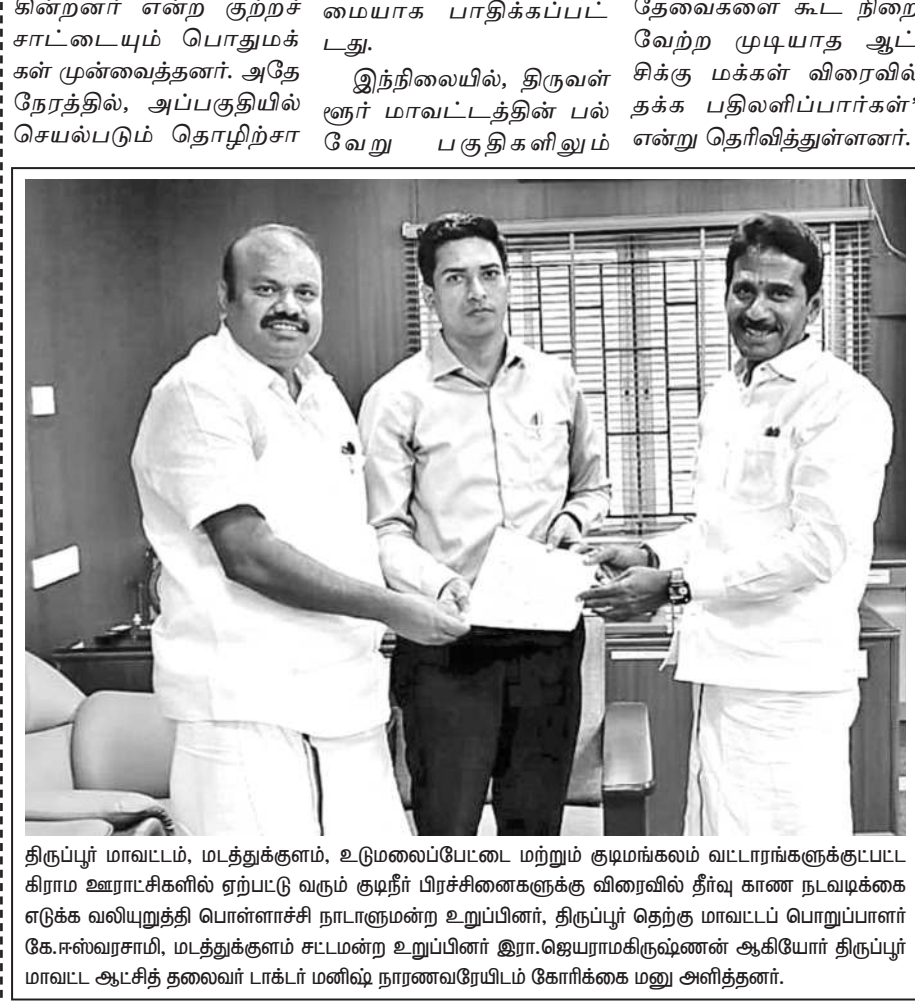 கின்றனர் என்ற குற்றச்
சாட்டையும் பொதுமக்
கள் முன்வைத்தனர். அதே
நேரத்தில், அப்பகுதியில்
செயல்படும் தொழிற்சா
மையாக பாதிக்கப்பட்
டது.
இந்நிலையில், திருவள்
ளூர் மாவட்டத்தின் பல்
வேறு பகுதிகளிலும்
தேவைகளை கூட நிறை
வேற்ற முடியாத ஆட்
சிக்கு மக்கள் விரைவில்
தக்க பதிலளிப்பார்கள்’
என்று தெரிவித்துள்ளனர்.
திருப்பூர் மாவட்டம், மடத்துக்குளம், உடுமலைப்பேட்டை மற்றும் குடிமங்கலம் வட்டாரங்களுக்குட்பட்ட
கிராம ஊராட்சிகளில் ஏற்பட்டு வரும் குடிநீர் பிரச்சினைகளுக்கு விரைவில் தீர்வு காண நடவடிக்கை
எடுக்க வலியுறுத்தி பொள்ளாச்சி நாடாளுமன்ற உறுப்பினர், திருப்பூர் தெற்கு மாவட்டப் பொறுப்பாளர்
கே.ஈஸ்வரசாமி, மடத்துக்குளம் சட்டமன்ற உறுப்பினர் இரா.ஜெயராமகிருஷ்ணன் ஆகியோர் திருப்பூர்
மாவட்ட ஆட்சித் தலைவர் டாக்டர் மனிஷ் நாரணவரேயிடம் கோரிக்கை மனு அளித்தனர்.